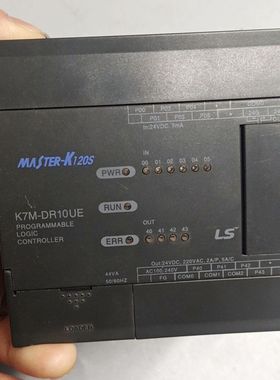 P00 P02 P04
P01 P03 P05
In:24VDC 7mA
MASTER-K120S
IN
00 01 02 03 04 05
PWR
K7M-DR10UE
PROGRAMMABLE
LOGIC
CONTROLLER
RUN
OUT
40 41 42 43
ERR
LS
44VA
50/60HZ
Out:24VDC, 220VAC, 2A/P, 5A/C
AC100-240V P40 P41 P42
FG COM0 COM1 COM2
LOADER